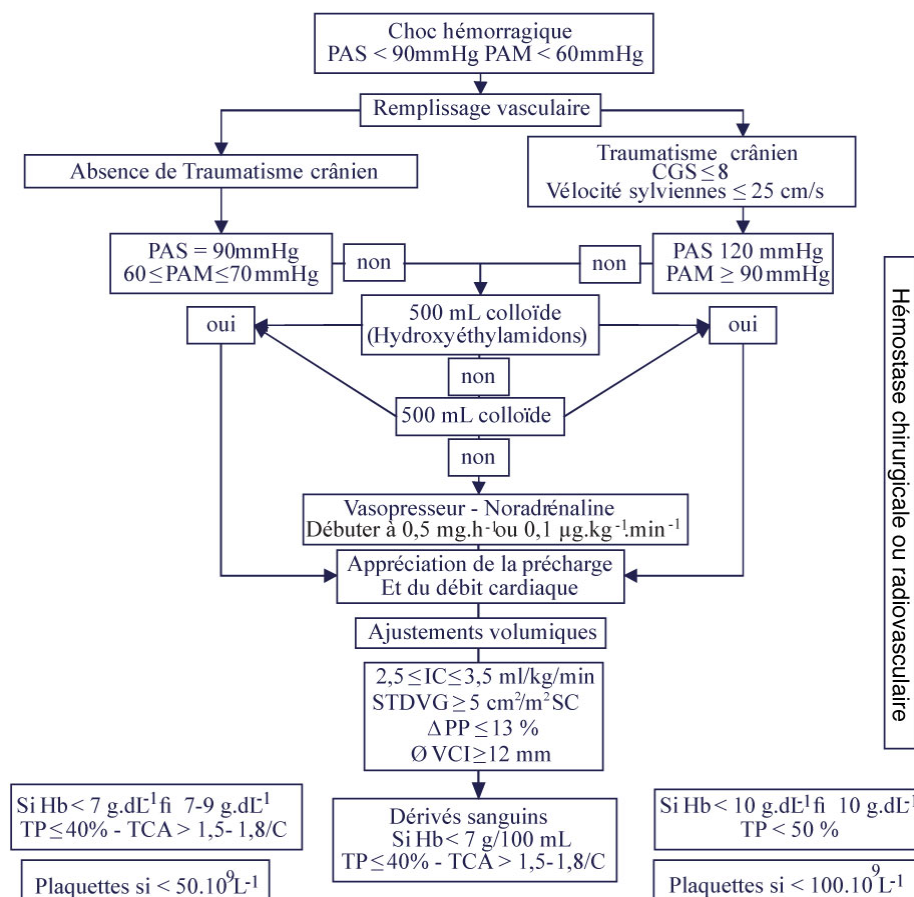 Choc hémorragique
PAS < 90mmHg PAM < 60mmHg
Remplissage vasculaire
Absence de Traumatisme crânien
Traumatisme crânien
CGS ≤ 8
Vélocité sylviennes ≤ 25 cm/s
PAS = 90mmHg
60 ≤ PAM ≤ 70 mmHg
non
non
PAS 120 mmHg
PAM ≥ 90 mmHg
oui
500 mL colloïde
(Hydroxyéthylamidons)
oui
non
500 mL colloïde
non
Vasopresseur - Noradrénaline
Débuter à 0,5 mg.h⁻¹ou 0,1 µg.kg⁻¹.min⁻¹
Appréciation de la précharge
Et du débit cardiaque
Ajustements volumiques
2,5 ≤ IC ≤ 3,5 ml/kg/min
STDVG ≥ 5 cm²/m² SC
Δ PP ≤ 13 %
Ø VCI ≥ 12 mm
Si Hb < 7 g.dL⁻¹ fi 7-9 g.dL⁻¹
TP ≤ 40% - TCA > 1,5- 1,8/C
Plaquettes si < 50.10⁹L⁻¹
Dérivés sanguins
Si Hb < 7 g/100 mL
TP ≤ 40% - TCA > 1,5-1,8/C
Si Hb < 10 g.dL⁻¹ fi 10 g.dL⁻¹
TP < 50 %
Plaquettes si < 100.10⁹L⁻¹
Hémostase chirurgicale ou radiovasculaire